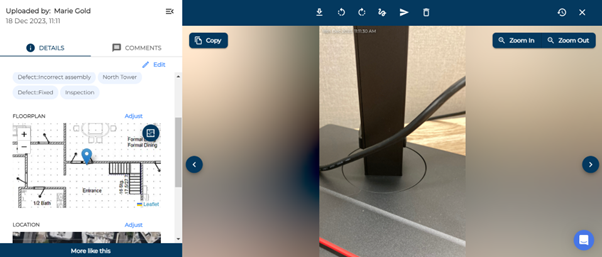 Uploaded by: Marie Gold
18 Dec 2023, 11:11
DETAILS
COMMENTS
Edit
Defect:Incorrect assembly
North Tower
Defect:Fixed
Inspection
FLOORPLAN
Adjust
+
−
Formal Dining
Entrance
1/2 Bath
Leaflet
LOCATION
Adjust
More like this
Copy
Zoom In
Zoom Out